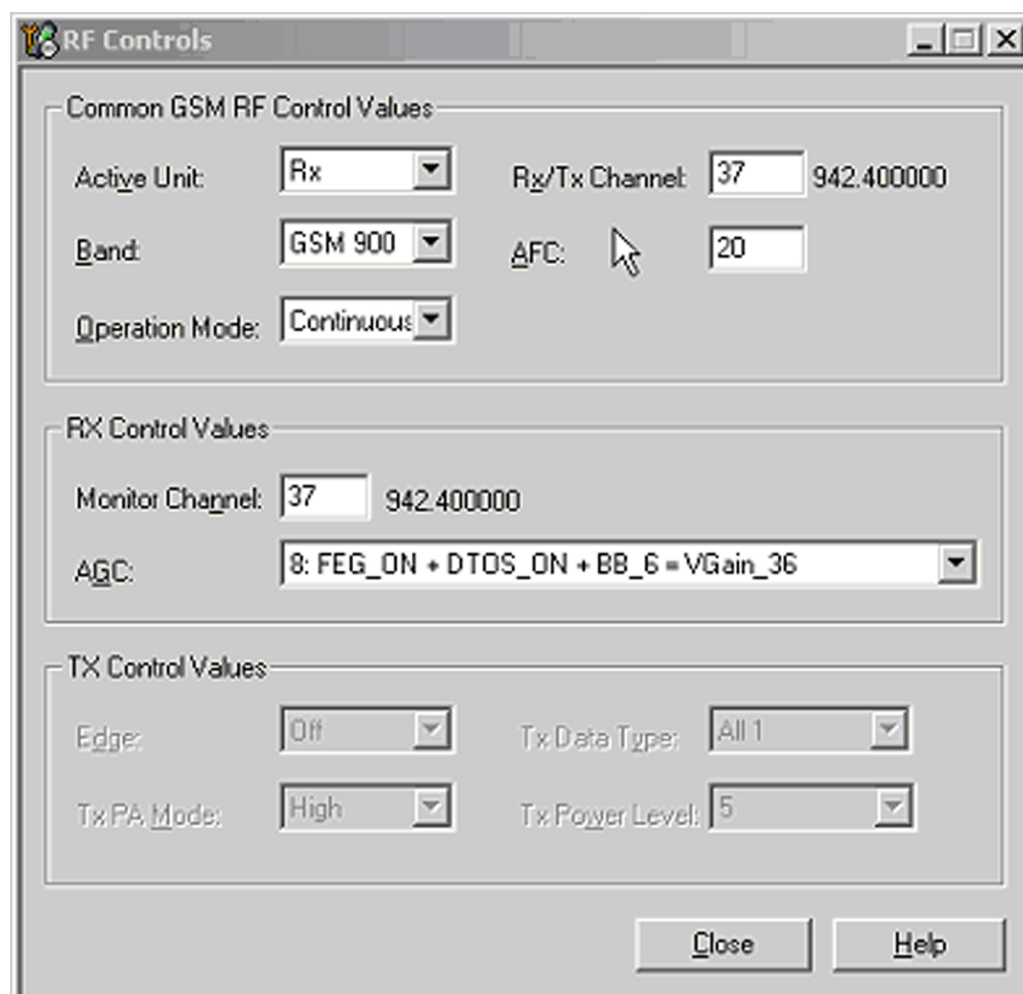 RF Controls
Common GSM RF Control Values
Active Unit: Rx Rx/Tx Channel: 37 942.400000
Band: GSM 900 AFC: 20
Operation Mode: Continuous
RX Control Values
Monitor Channel: 37 942.400000
AGC: 8: FEG_ON + DTOS_ON + BB_6 = VGain_36
TX Control Values
Edge: Off Tx Data Type: All 1
Tx PA Mode: High Tx Power Level: 5
Close Help